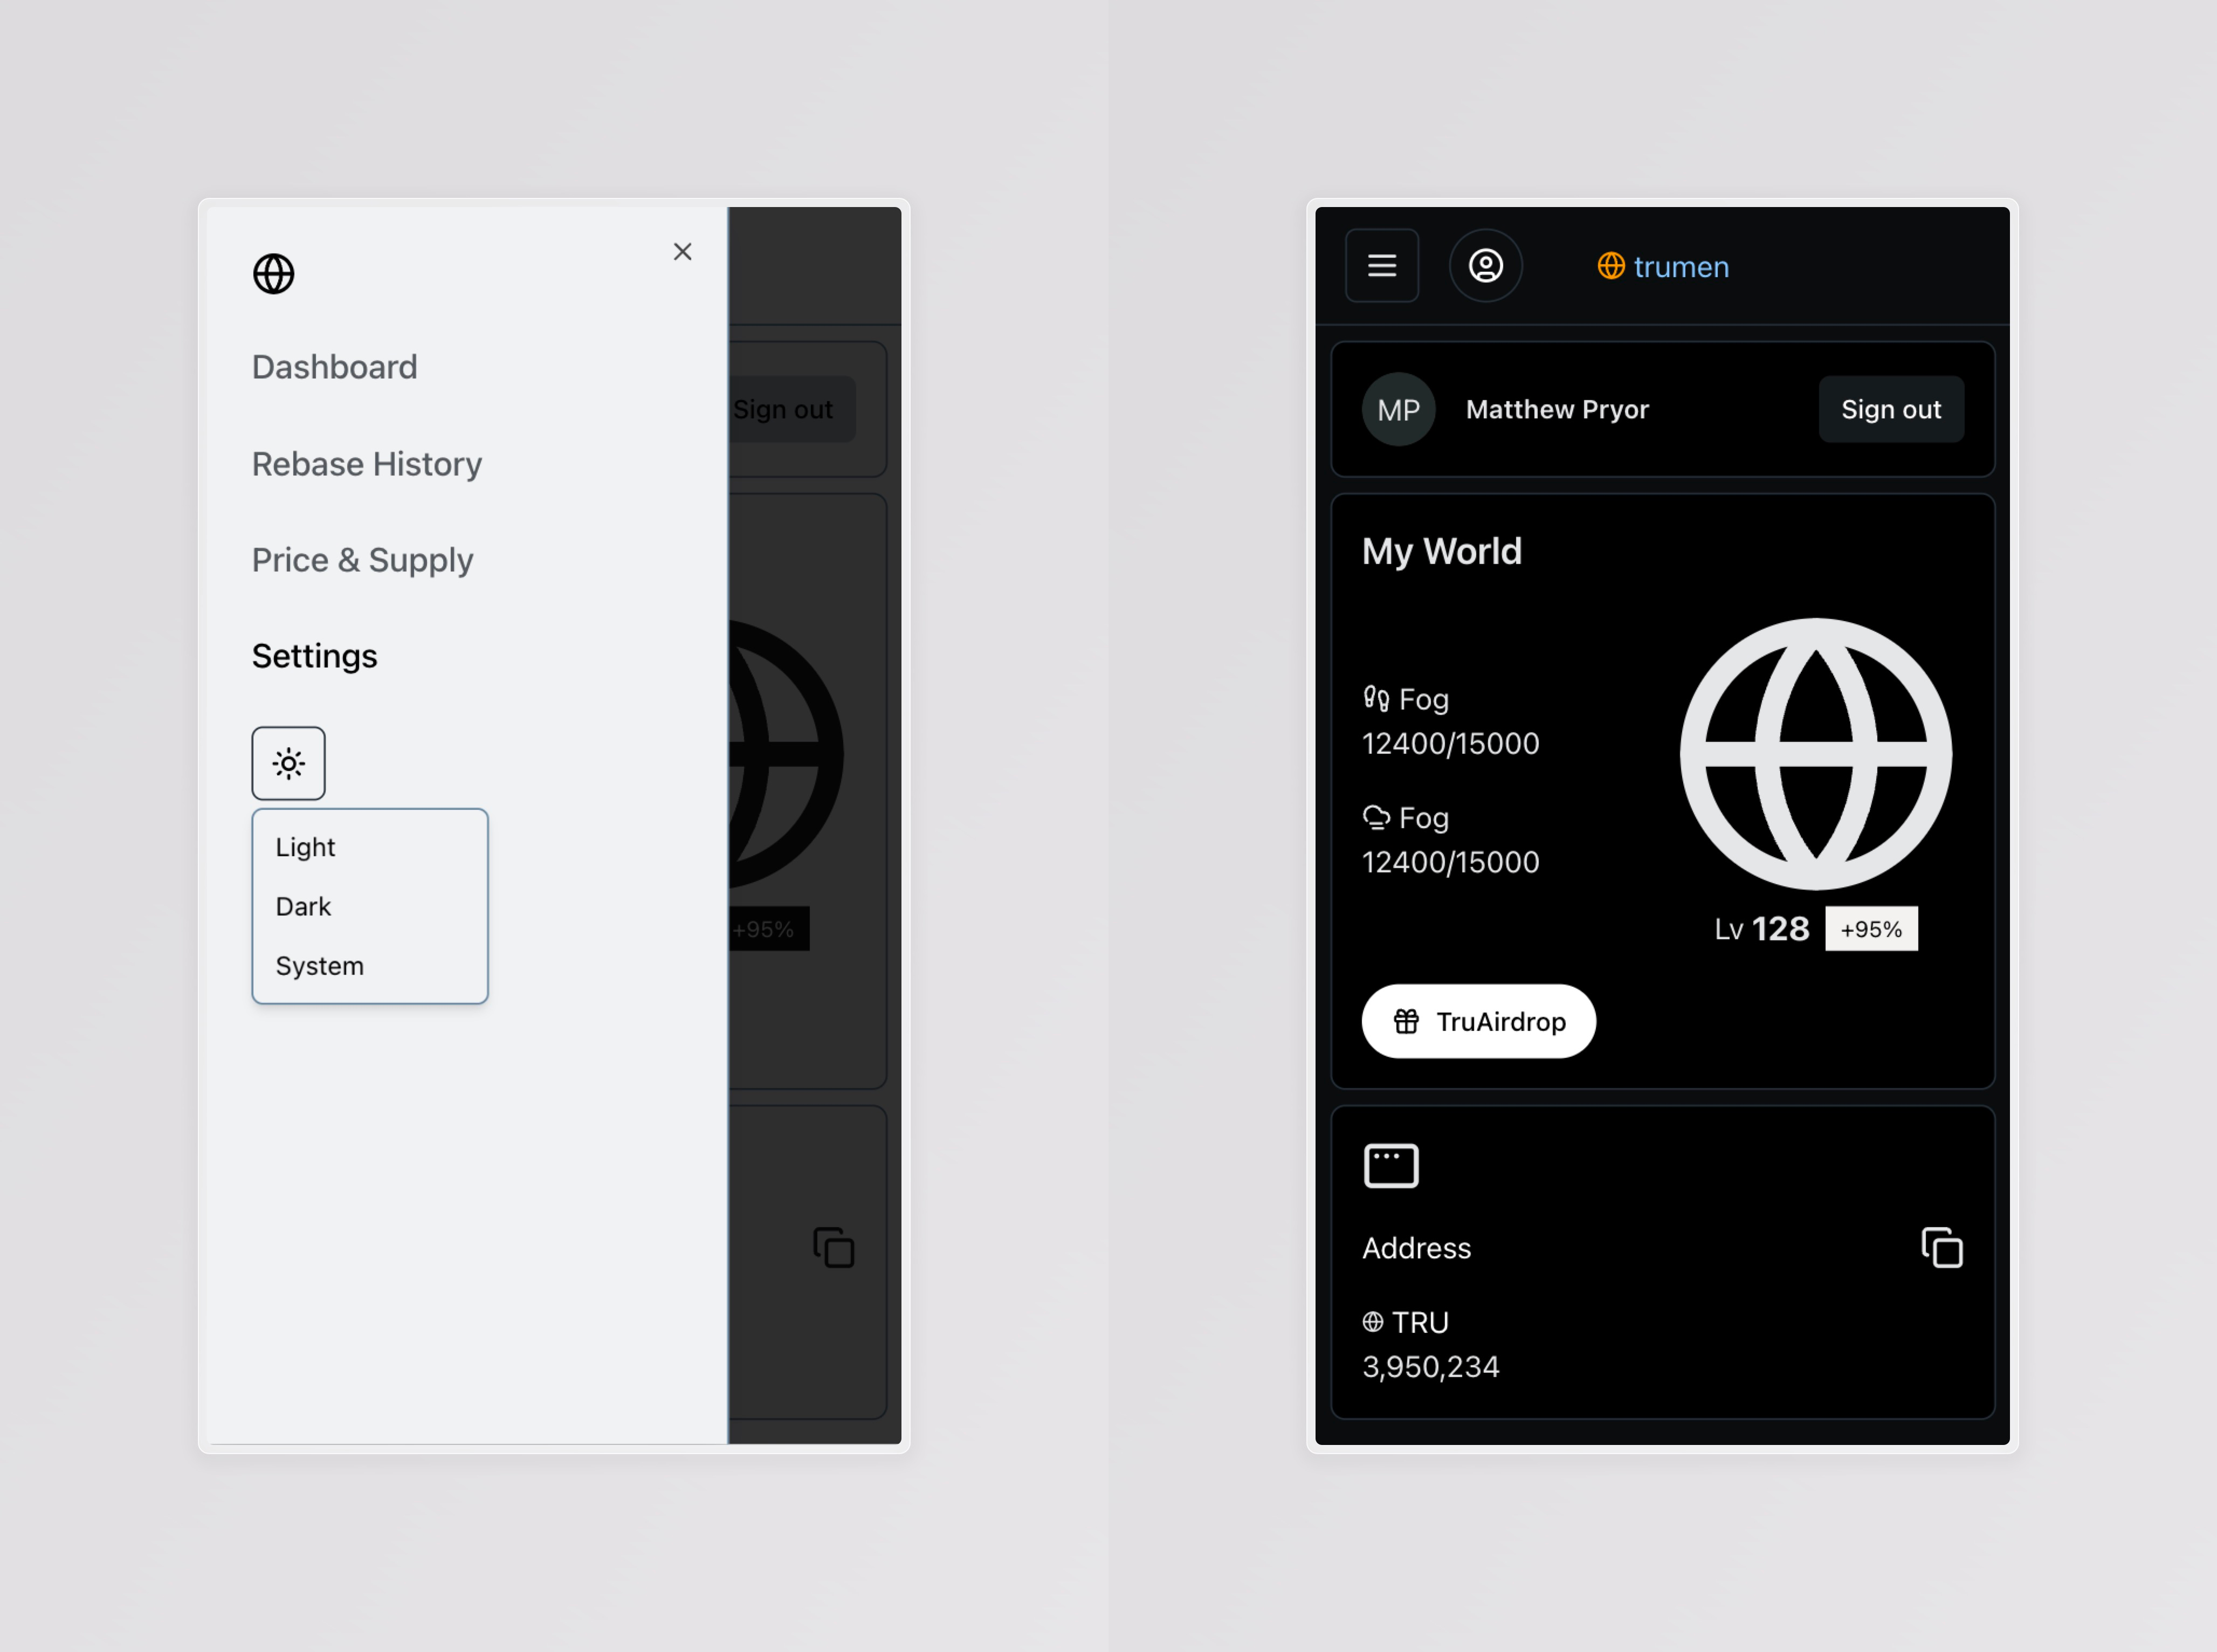 Dashboard
Rebase History
Price & Supply
Settings
Light
Dark
System
Sign out
+95%
trumen
MP Matthew Pryor Sign out
My World
Fog
12400/15000
Fog
12400/15000
Lv 128 +95%
TruAirdrop
Address
TRU
3,950,234